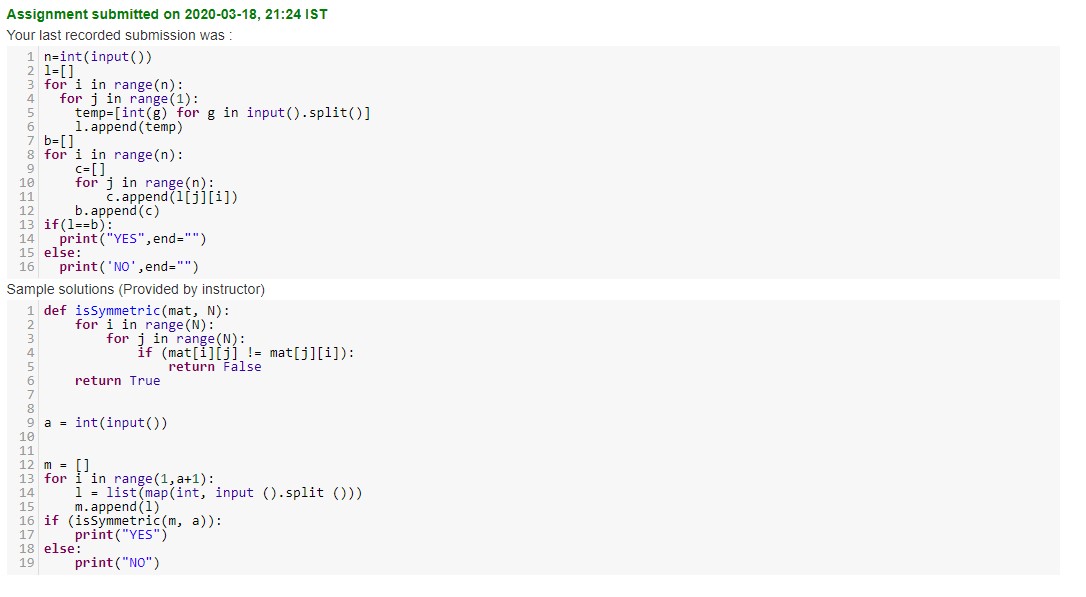 Assignment submitted on 2020-03-18, 21:24 IST
Your last recorded submission was :
1 n=int(input())
2 l=[]
3 for i in range(n):
4   for j in range(1):
5     temp=[int(g) for g in input().split()]
6     l.append(temp)
7 b=[]
8 for i in range(n):
9     c=[]
10     for j in range(n):
11         c.append(l[j][i])
12     b.append(c)
13 if(l==b):
14   print("YES",end="")
15 else:
16   print('NO',end="")
Sample solutions (Provided by instructor)
1 def isSymmetric(mat, N):
2     for i in range(N):
3         for j in range(N):
4             if (mat[i][j] != mat[j][i]):
5                 return False
6     return True
7
8
9 a = int(input())
10
11
12 m = []
13 for i in range(1,a+1):
14     l = list(map(int, input ().split ()))
15     m.append(l)
16 if (isSymmetric(m, a)):
17     print("YES")
18 else:
19     print("NO")